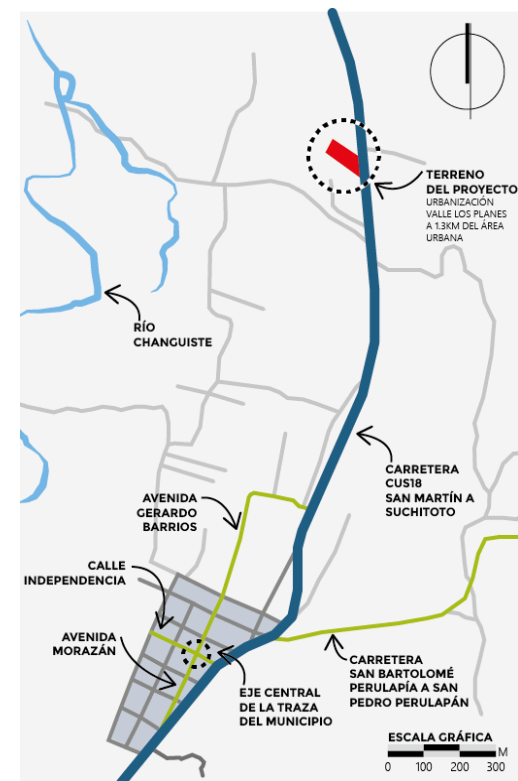 TERRENO
DEL PROYECTO
URBANIZACIÓN
VALLE LOS PLANES
A 1.3KM DEL ÁREA
URBANA
RÍO
CHANGUISTE
CARRETERA
CUS18
SAN MARTÍN A
SUCHITOTO
AVENIDA
GERARDO
BARRIOS
CALLE
INDEPENDENCIA
AVENIDA
MORAZÁN
EJE CENTRAL
DE LA TRAZA
DEL MUNICIPIO
CARRETERA
SAN BARTOLOMÉ
PERULAPÍA A SAN
PEDRO PERULAPÁN
ESCALA GRÁFICA
M
0 100 200 300